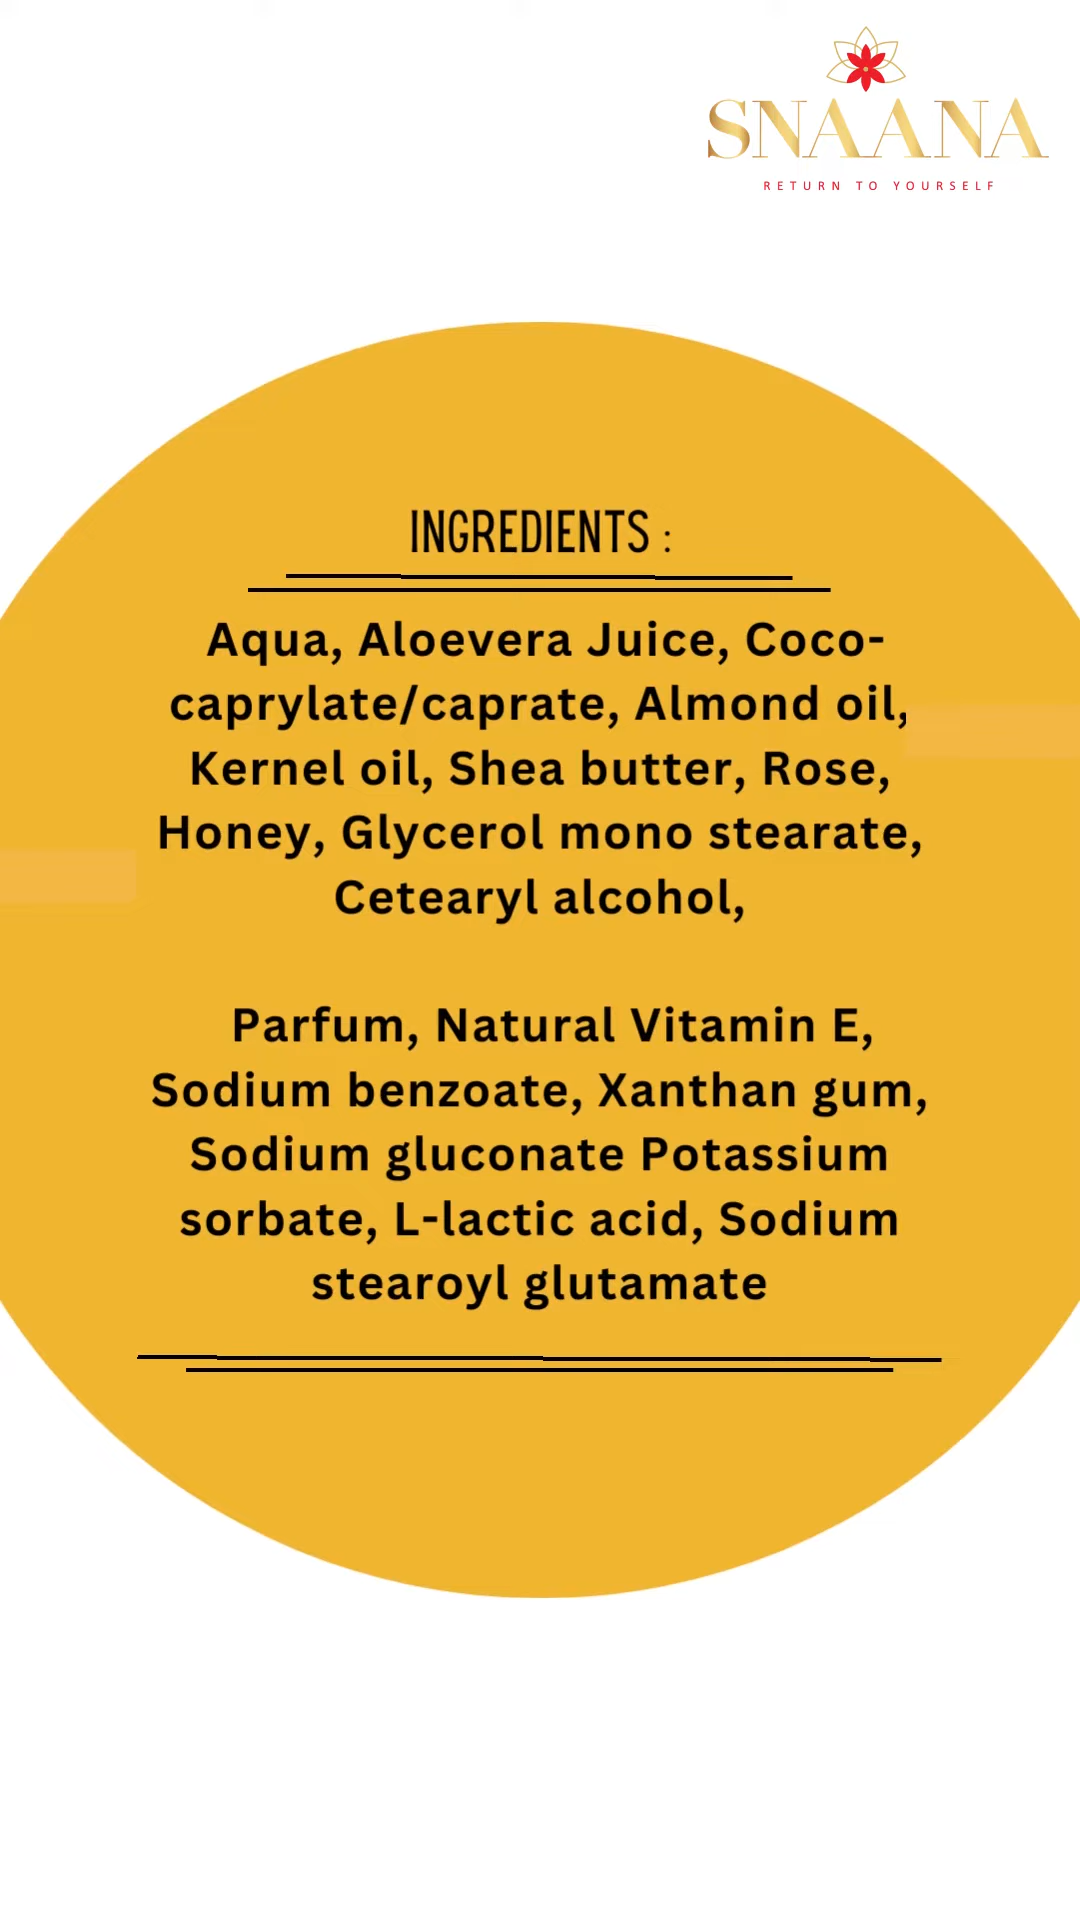 SNAANA
RETURN TO YOURSELF
INGREDIENTS :
Aqua, Aloevera Juice, Coco-
caprylate/caprate, Almond oil,
Kernel oil, Shea butter, Rose,
Honey, Glycerol mono stearate,
Cetearyl alcohol,
Parfum, Natural Vitamin E,
Sodium benzoate, Xanthan gum,
Sodium gluconate Potassium
sorbate, L-lactic acid, Sodium
stearoyl glutamate